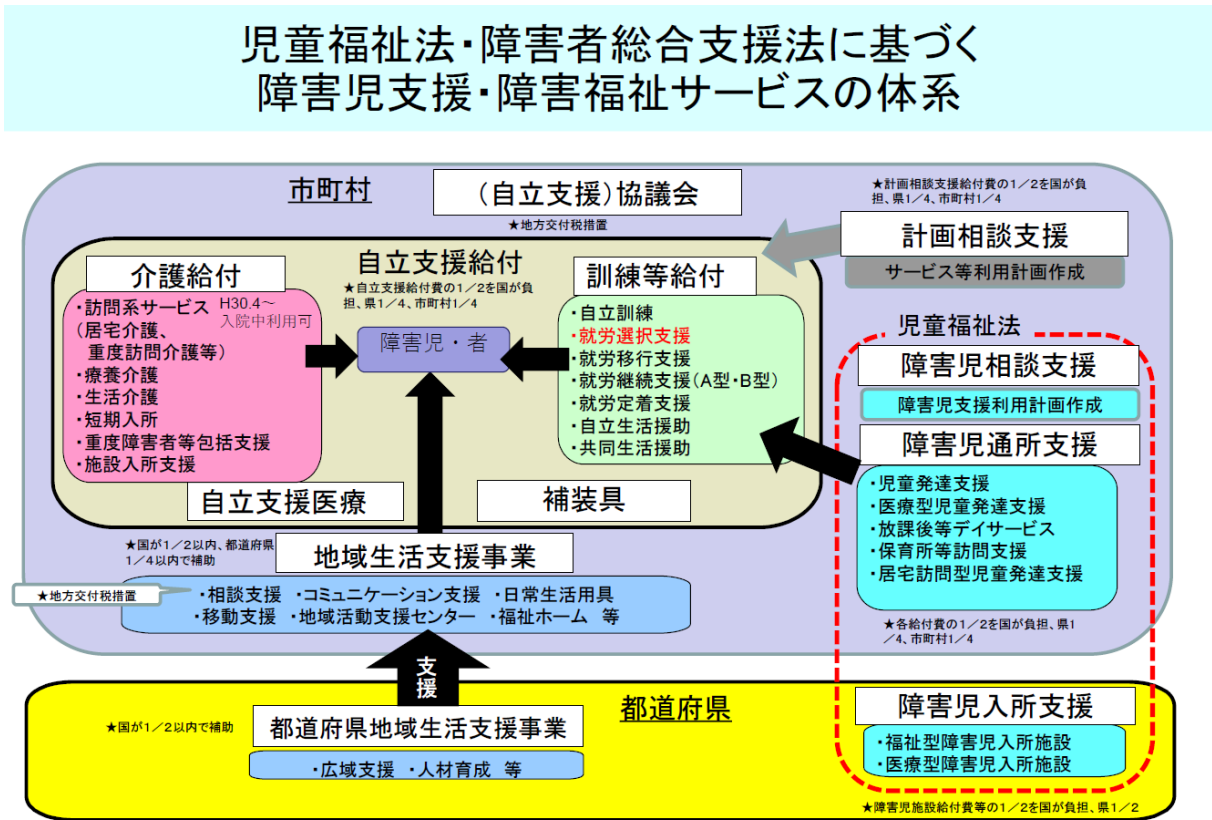 児童福祉法・障害者総合支援法に基づく
障害児支援・障害福祉サービスの体系
市町村
(自立支援)協議会
★地方交付税措置
★計画相談支援給付費の1/2を国が負
担、県1/4、市町村1/4
計画相談支援
サービス等利用計画作成
介護給付
・訪問系サービス
H30.4～
入院中利用可
(居宅介護、
重度訪問介護等)
・療養介護
・生活介護
・短期入所
・重度障害者等包括支援
・施設入所支援
自立支援給付
★自立支援給付費の1/2を国が負
担、県1/4、市町村1/4
障害児・者
訓練等給付
・自立訓練
・就労選択支援
・就労移行支援
・就労継続支援(A型・B型)
・就労定着支援
・自立生活援助
・共同生活援助
自立支援医療
補装具
児童福祉法
障害児相談支援
障害児支援利用計画作成
障害児通所支援
・児童発達支援
・医療型児童発達支援
・放課後等デイサービス
・保育所等訪問支援
・居宅訪問型児童発達支援
★各給付費の1/2を国が負担、県1
/4、市町村1/4
★国が1/2以内、都道府県
1/4以内で補助
地域生活支援事業
★地方交付税措置
・相談支援 ・コミュニケーション支援 ・日常生活用具
・移動支援 ・地域活動支援センター ・福祉ホーム 等
支援
都道府県
★国が1/2以内で補助
都道府県地域生活支援事業
・広域支援 ・人材育成 等
障害児入所支援
・福祉型障害児入所施設
・医療型障害児入所施設
★障害児施設給付費等の1/2を国が負担、県1/2